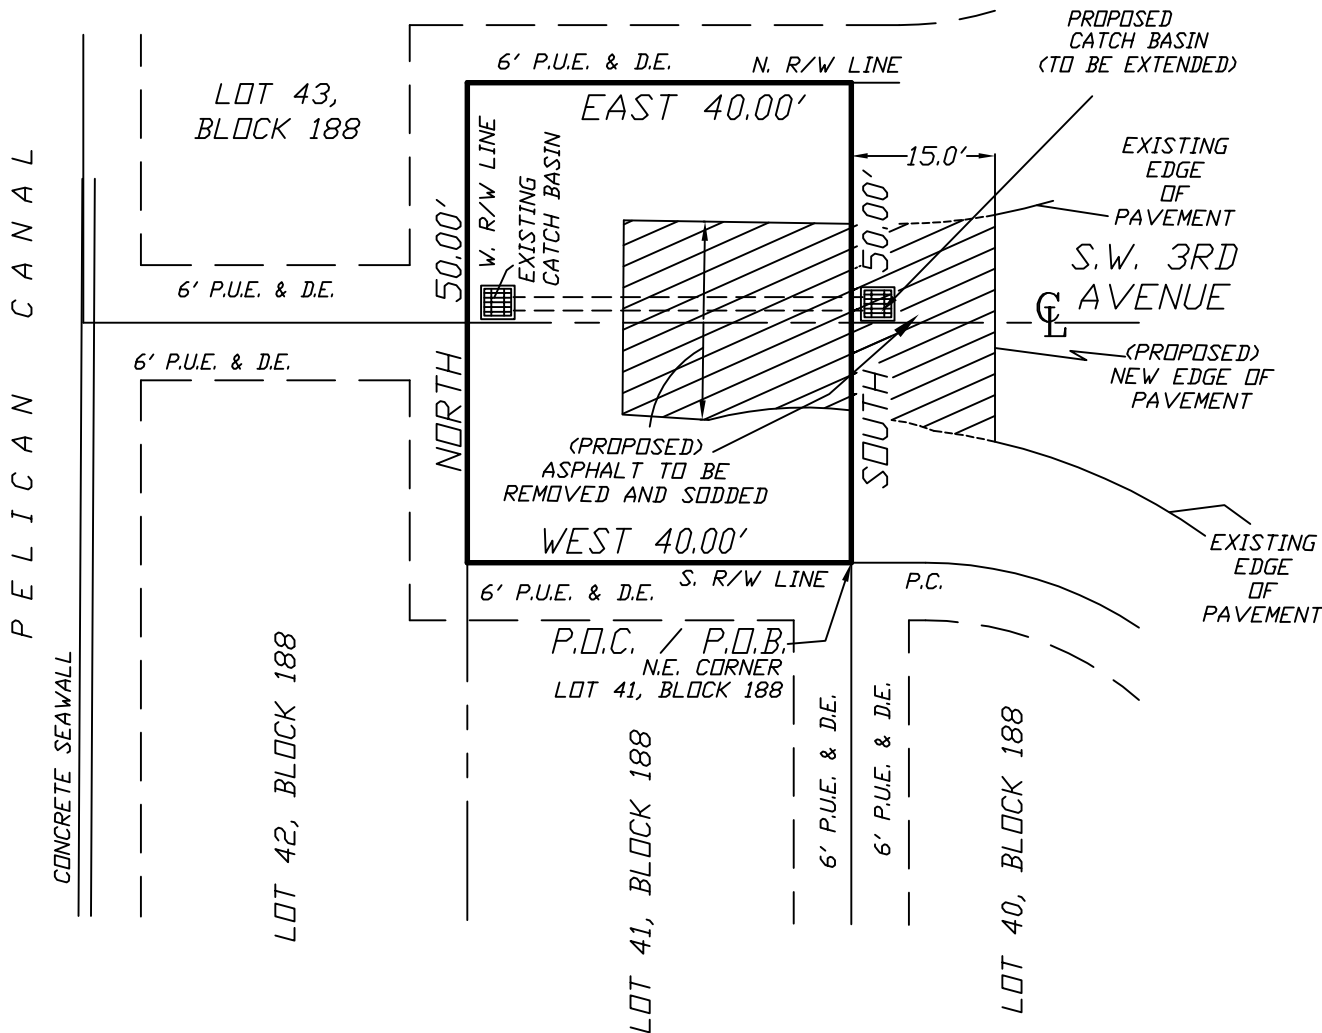 PROPOSED
CATCH BASIN
(TO BE EXTENDED)
6' P.U.E. & D.E.
N. R/W LINE
LOT 43,
BLOCK 188
EAST 40.00'
W. R/W LINE
EXISTING
CATCH BASIN
15.0'
EXISTING
EDGE
OF
PAVEMENT
PELICAN CANAL
NORTH 50.00'
SOUTH 50.00'
S.W. 3RD
AVENUE
CL
6' P.U.E. & D.E.
6' P.U.E. & D.E.
(PROPOSED)
NEW EDGE OF
PAVEMENT
(PROPOSED)
ASPHALT TO BE
REMOVED AND SODDED
WEST 40.00'
EXISTING
EDGE
OF
PAVEMENT
S. R/W LINE
P.C.
6' P.U.E. & D.E.
P.O.C. / P.O.B.
N.E. CORNER
LOT 41, BLOCK 188
CONCRETE SEAWALL
LOT 42, BLOCK 188
LOT 41, BLOCK 188
6' P.U.E. & D.E.
6' P.U.E. & D.E.
LOT 40, BLOCK 188